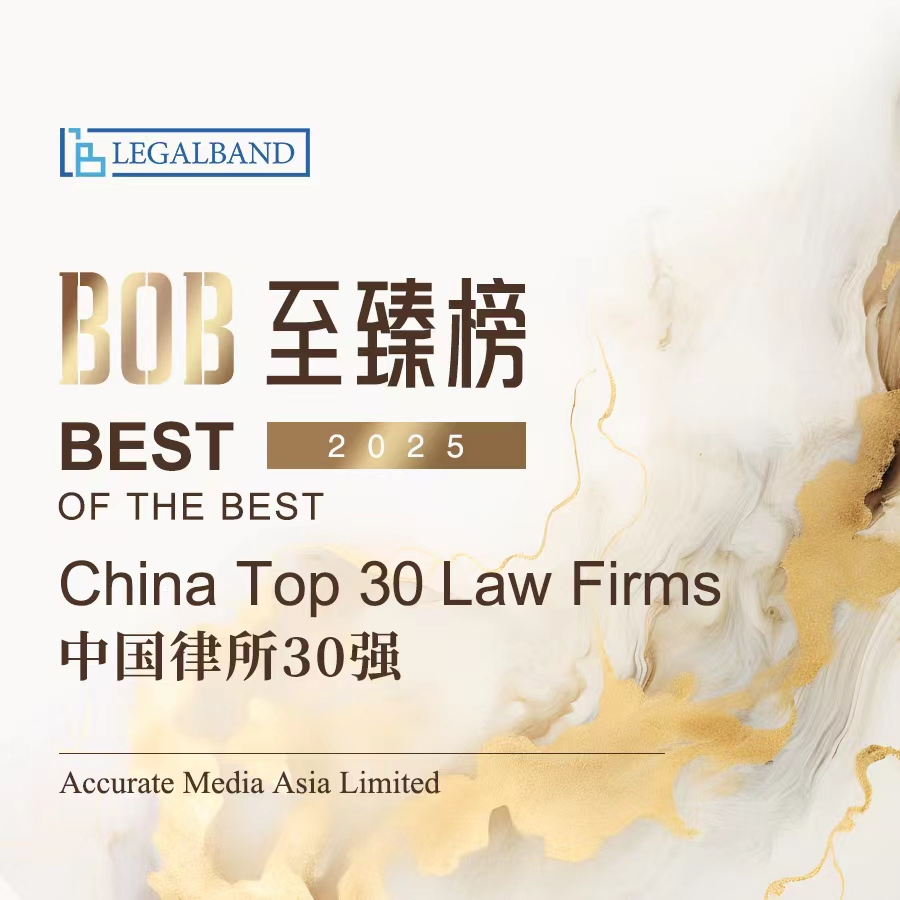 LEGALBAND
BOB 至臻榜
BEST 2025
OF THE BEST
China Top 30 Law Firms
中国律所30强
Accurate Media Asia Limited